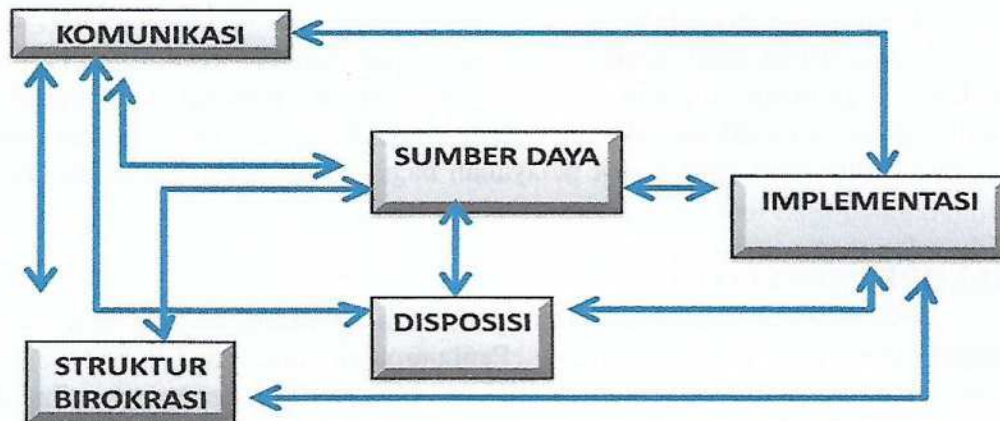 KOMUNIKASI
SUMBER DAYA
IMPLEMENTASI
DISPOSISI
STRUKTUR
BIROKRASI